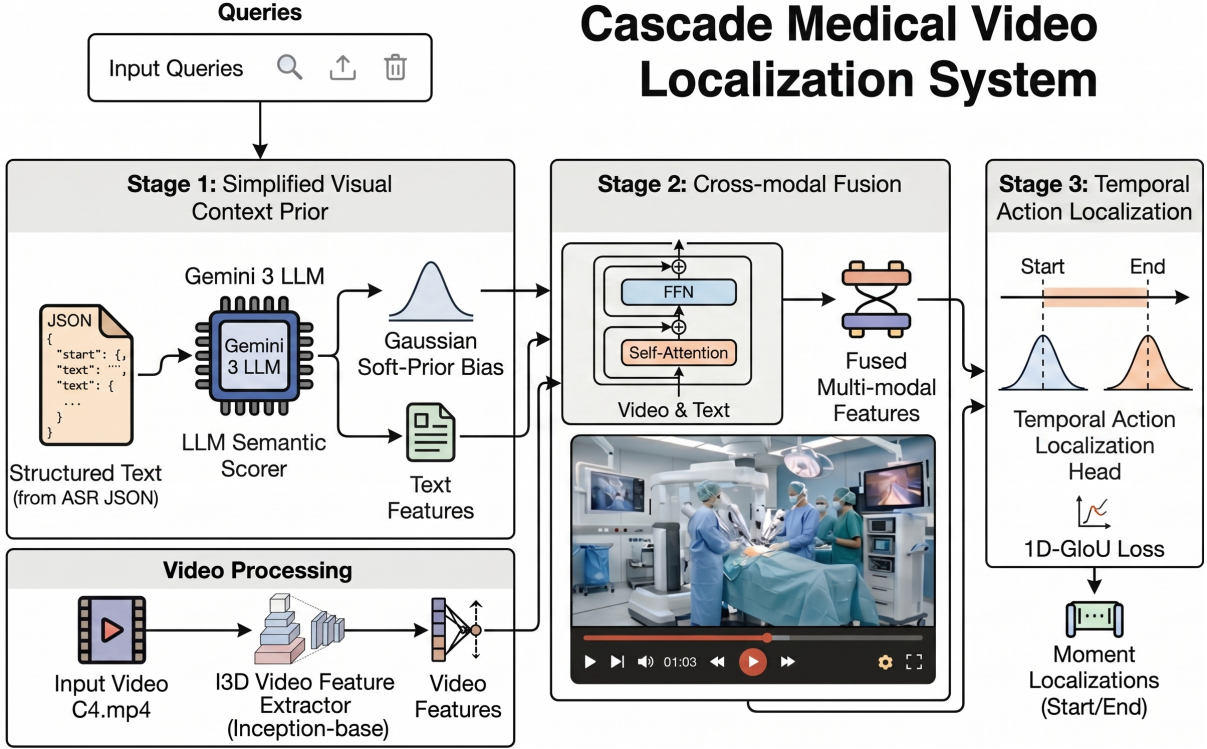 Queries
Input Queries
Cascade Medical Video
Localization System
Stage 1: Simplified Visual
Context Prior
Gemini 3 LLM
JSON
{
"start": {,
"text": "",
"text": {
...
}
}
Gemini
3 LLM
LLM Semantic
Scorer
Structured Text
(from ASR JSON)
Gaussian
Soft-Prior Bias
Text
Features
Video Processing
Input Video
C4.mp4
I3D Video Feature
Extractor
(Inception-base)
Video
Features
Stage 2: Cross-modal Fusion
FFN
Self-Attention
Video & Text
Fused
Multi-modal
Features
01:03
Stage 3: Temporal
Action Localization
Start
End
Temporal Action
Localization
Head
1D-GIoU Loss
Moment
Localizations
(Start/End)